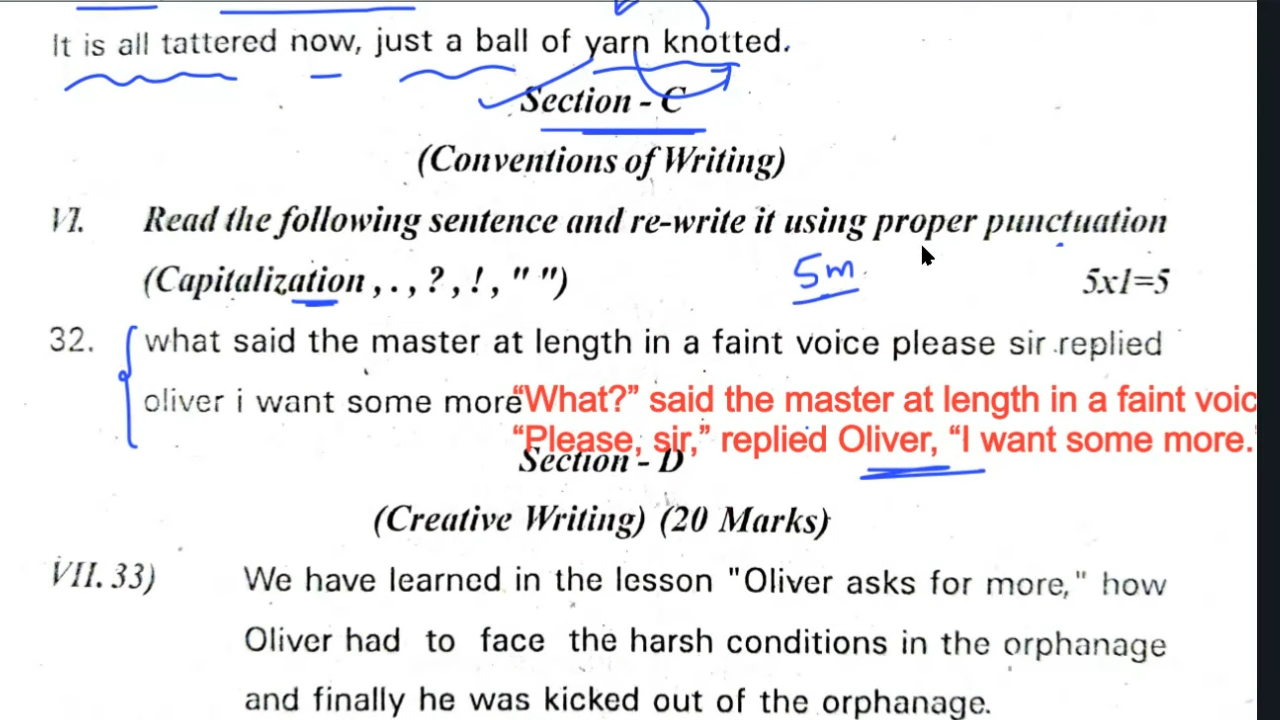 It is all tattered now, just a ball of yarn knotted.
Section - C
(Conventions of Writing)
VI. Read the following sentence and re-write it using proper punctuation
(Capitalization , . , ? , ! , " ") 5m 5x1=5
32. what said the master at length in a faint voice please sir replied
oliver i want some more “What?” said the master at length in a faint voic
“Please, sir,” replied Oliver, “I want some more.
Section - D
(Creative Writing) (20 Marks)
VII. 33) We have learned in the lesson "Oliver asks for more," how
Oliver had to face the harsh conditions in the orphanage
and finally he was kicked out of the orphanage.